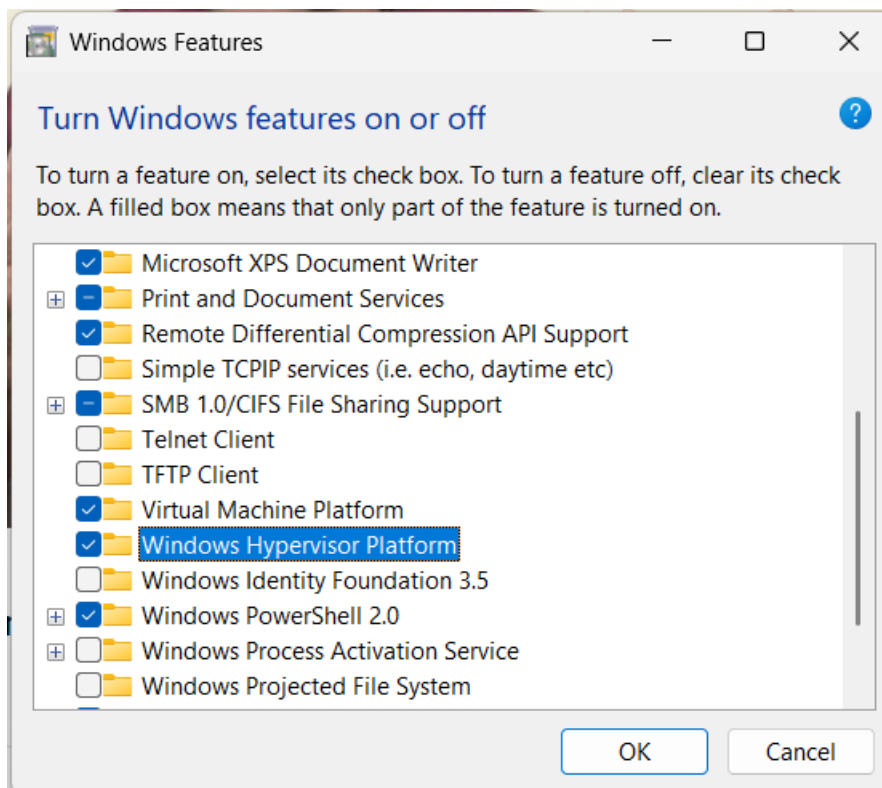 Windows Features
Turn Windows features on or off
?
To turn a feature on, select its check box. To turn a feature off, clear its check
box. A filled box means that only part of the feature is turned on.
Microsoft XPS Document Writer
Print and Document Services
Remote Differential Compression API Support
Simple TCPIP services (i.e. echo, daytime etc)
SMB 1.0/CIFS File Sharing Support
Telnet Client
TFTP Client
Virtual Machine Platform
Windows Hypervisor Platform
Windows Identity Foundation 3.5
Windows PowerShell 2.0
Windows Process Activation Service
Windows Projected File System
OK Cancel